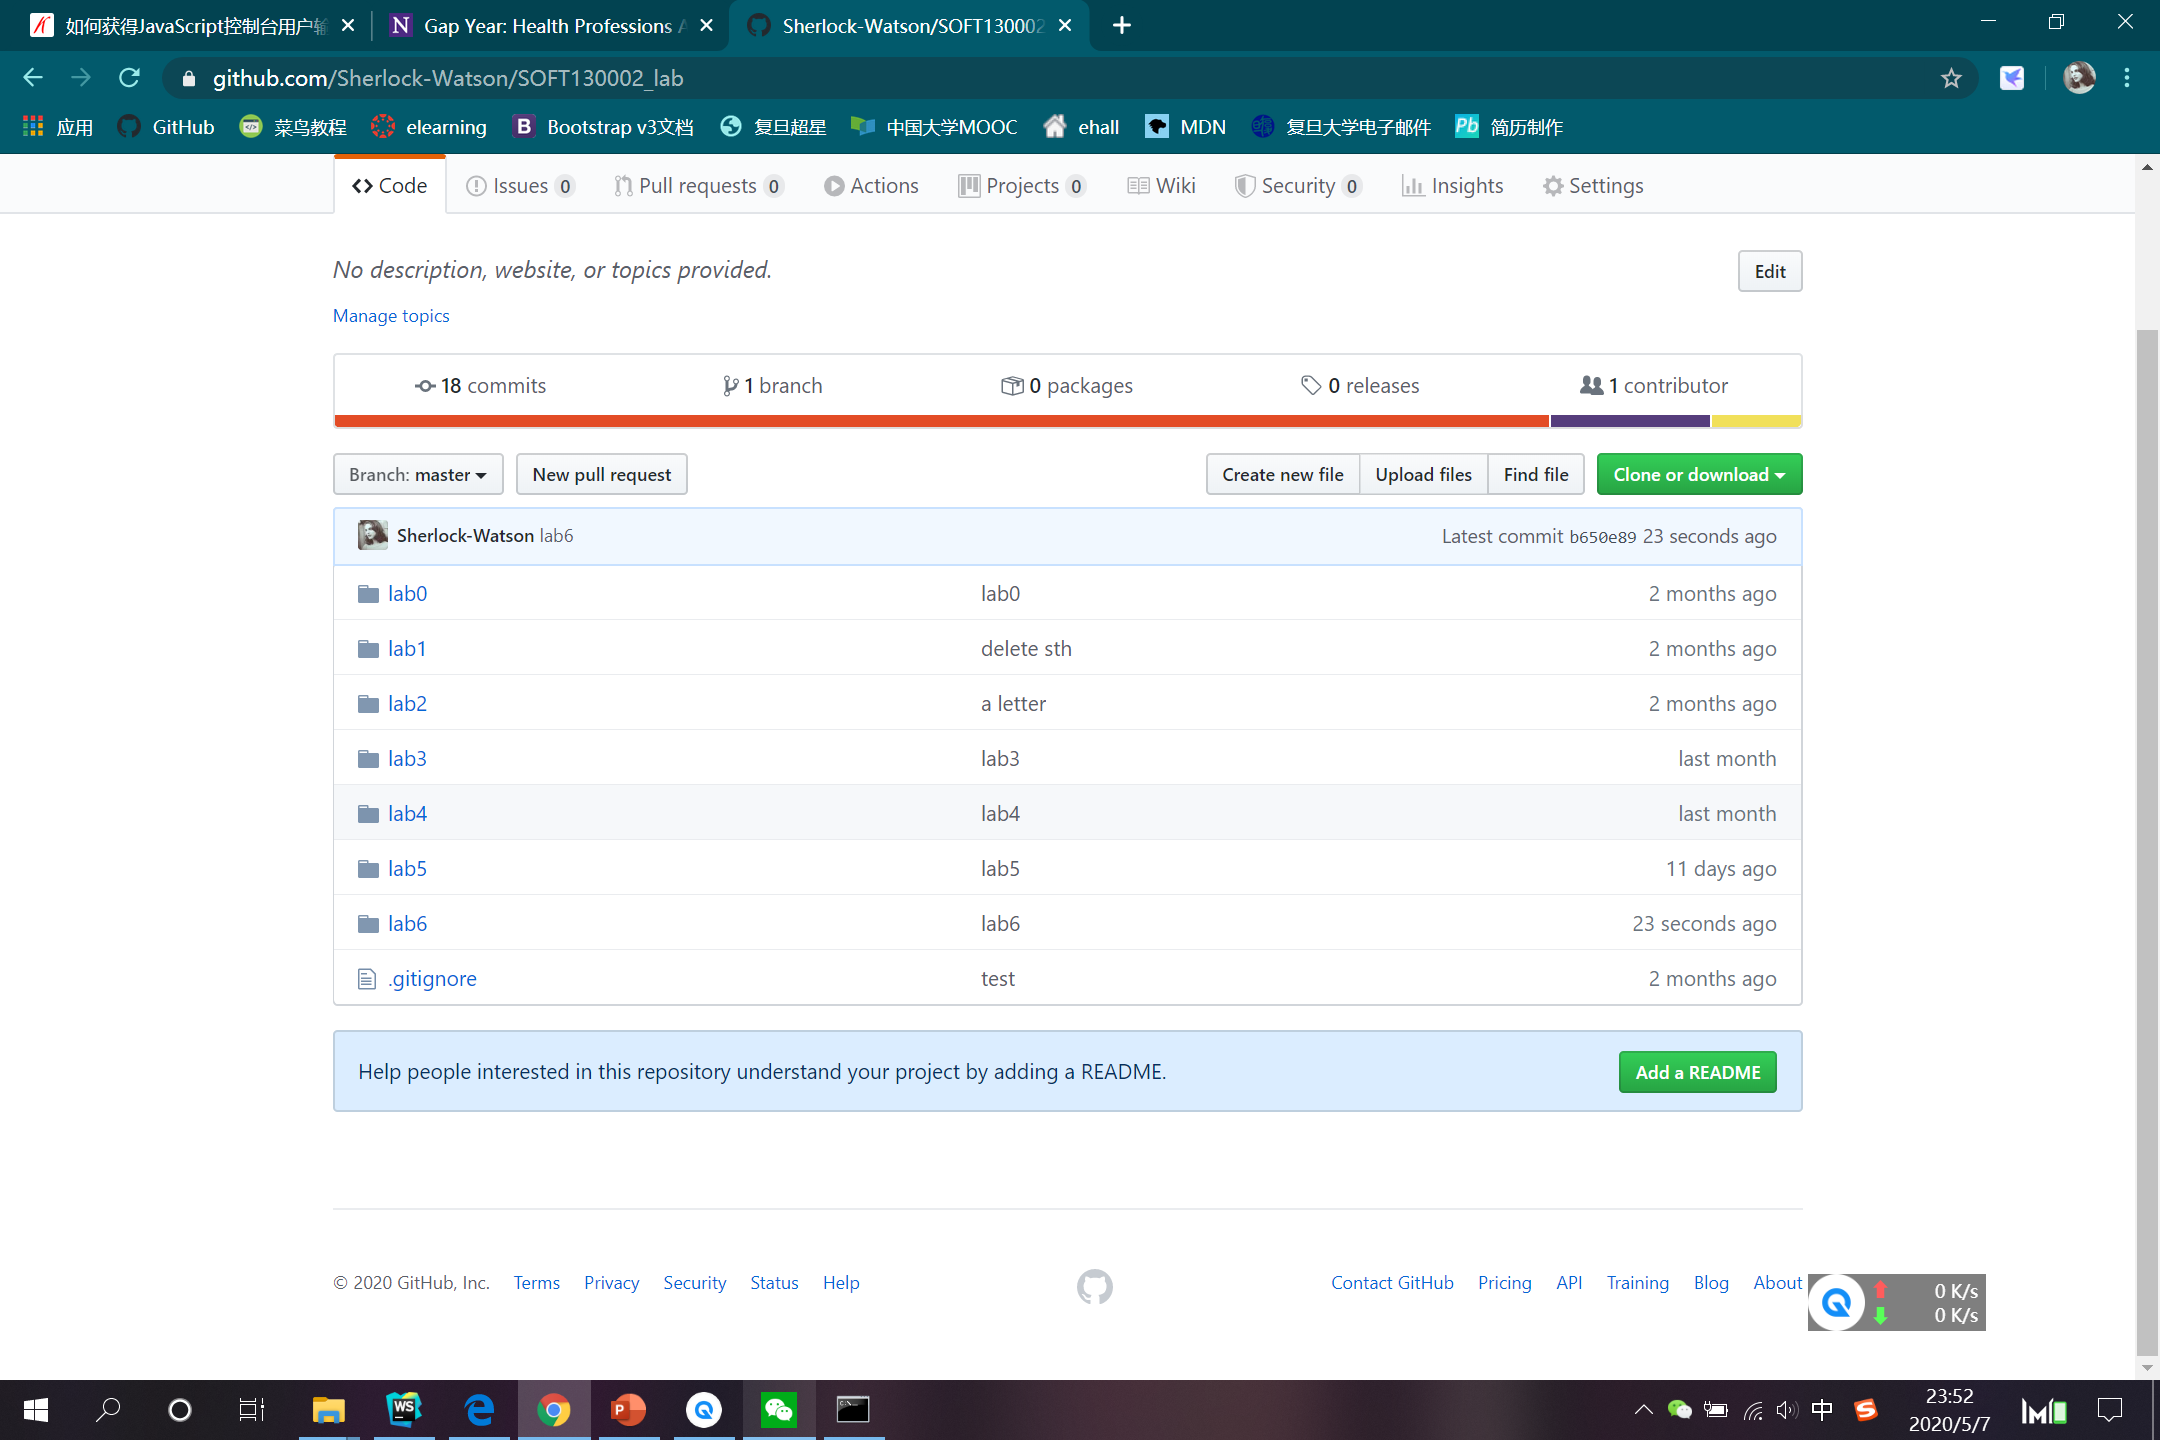 如何获得JavaScript控制台用户输
Gap Year: Health Professions A
Sherlock-Watson/SOFT130002
github.com/Sherlock-Watson/SOFT130002_lab
应用 GitHub 菜鸟教程 elearning Bootstrap v3文档 复旦超星 中国大学MOOC ehall MDN 复旦大学电子邮件 简历制作
Code Issues 0 Pull requests 0 Actions Projects 0 Wiki Security 0 Insights Settings
No description, website, or topics provided. Edit
Manage topics
18 commits 1 branch 0 packages 0 releases 1 contributor
Branch: master New pull request Create new file Upload files Find file Clone or download
Sherlock-Watson lab6 Latest commit b650e89 23 seconds ago
lab0 lab0 2 months ago
lab1 delete sth 2 months ago
lab2 a letter 2 months ago
lab3 lab3 last month
lab4 lab4 last month
lab5 lab5 11 days ago
lab6 lab6 23 seconds ago
.gitignore test 2 months ago
Help people interested in this repository understand your project by adding a README. Add a README
© 2020 GitHub, Inc. Terms Privacy Security Status Help Contact GitHub Pricing API Training Blog About
0 K/s
0 K/s
中 23:52
2020/5/7